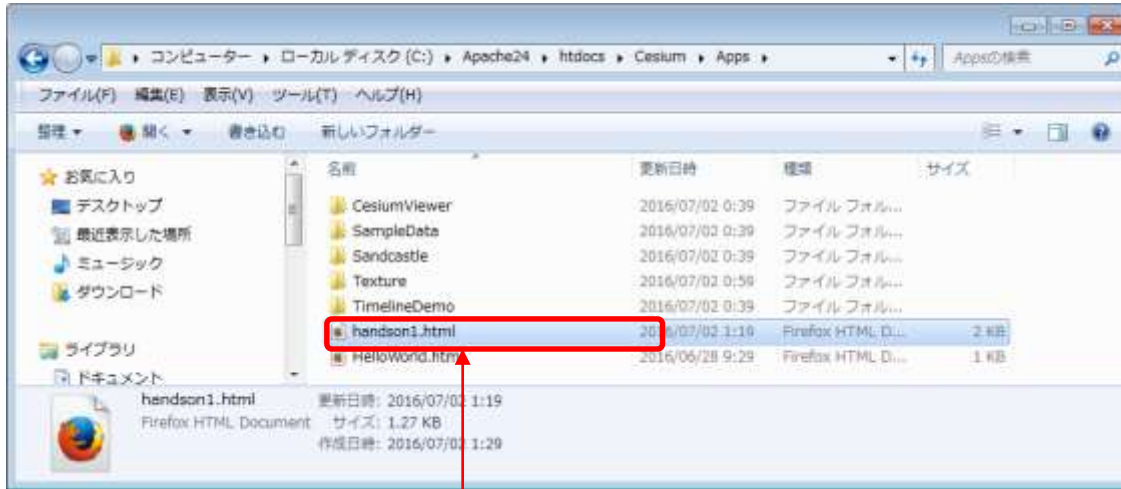 コンピューター ▸ ローカル ディスク (C:) ▸ Apache24 ▸ htdocs ▸ Cesium ▸ Apps ▸ Appsの検索
ファイル(F) 編集(E) 表示(V) ツール(T) ヘルプ(H)
整理 開く 書き込む 新しいフォルダー
名前 更新日時 種類 サイズ
お気に入り
デスクトップ
最近表示した場所
ミュージック
ダウンロード
ライブラリ
ドキュメント
CesiumViewer 2016/07/02 0:39 ファイル フォル...
SampleData 2016/07/02 0:39 ファイル フォル...
Sandcastle 2016/07/02 0:39 ファイル フォル...
Texture 2016/07/02 0:59 ファイル フォル...
TimelineDemo 2016/07/02 0:39 ファイル フォル...
handson1.html 2016/07/02 1:19 Firefox HTML D... 2 KB
HelloWorld.html 2016/06/28 9:29 Firefox HTML D... 1 KB
handson1.html 更新日時: 2016/07/02 1:19
Firefox HTML Document サイズ: 1.27 KB
作成日時: 2016/07/02 1:29